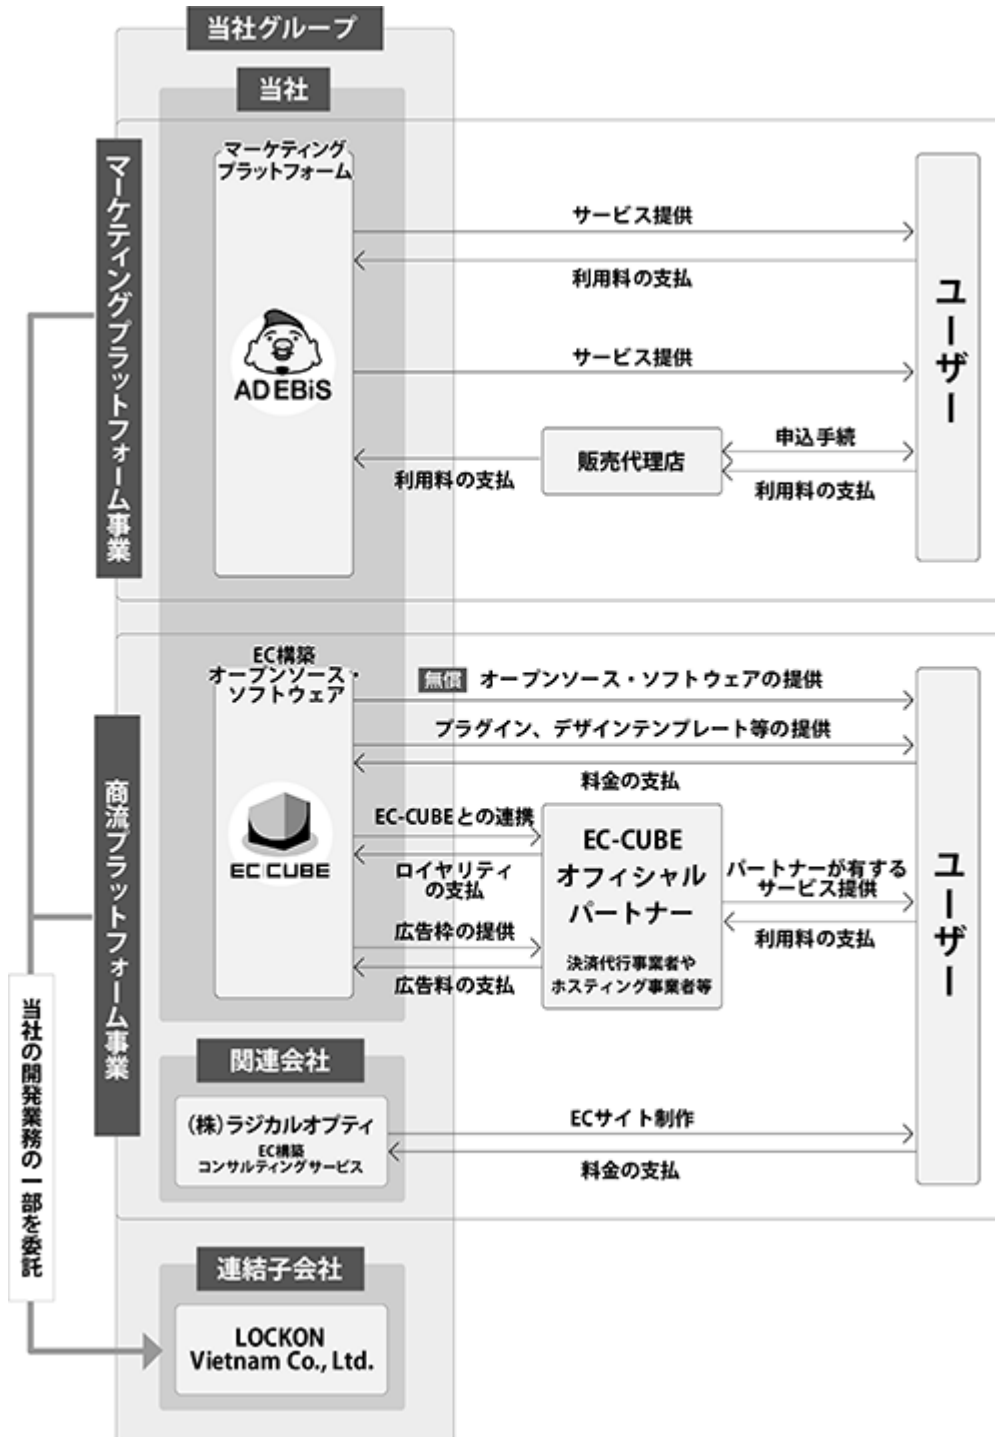 当社グループ
当社
マーケティングプラットフォーム事業
マーケティング
プラットフォーム
AD EBiS
サービス提供
利用料の支払
サービス提供
販売代理店
申込手続
利用料の支払
利用料の支払
ユーザー
商流プラットフォーム事業
EC構築
オープンソース・
ソフトウェア
EC CUBE
無償 オープンソース・ソフトウェアの提供
プラグイン、デザインテンプレート等の提供
料金の支払
EC-CUBEとの連携
ロイヤリティ
の支払
広告枠の提供
広告料の支払
EC-CUBE
オフィシャル
パートナー
決済代行事業者や
ホスティング事業者等
パートナーが有する
サービス提供
利用料の支払
ユーザー
関連会社
(株)ラジカルオプティ
EC構築
コンサルティングサービス
ECサイト制作
料金の支払
当社の開発業務の一部を委託
連結子会社
LOCKON
Vietnam Co., Ltd.